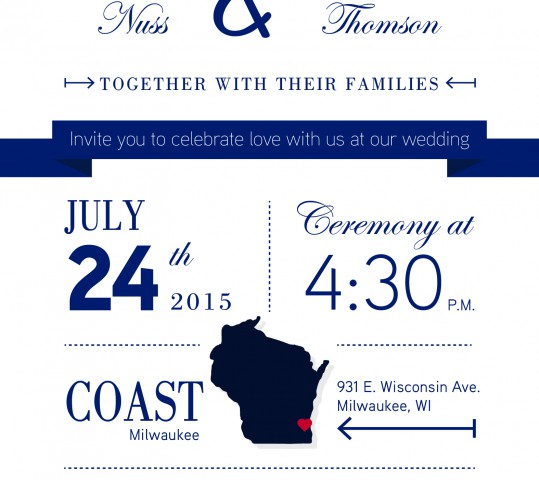 Nuss & Thomson
TOGETHER WITH THEIR FAMILIES
Invite you to celebrate love with us at our wedding
JULY
24 th
2015
Ceremony at
4:30 P.M.
COAST
Milwaukee
931 E. Wisconsin Ave.
Milwaukee, WI